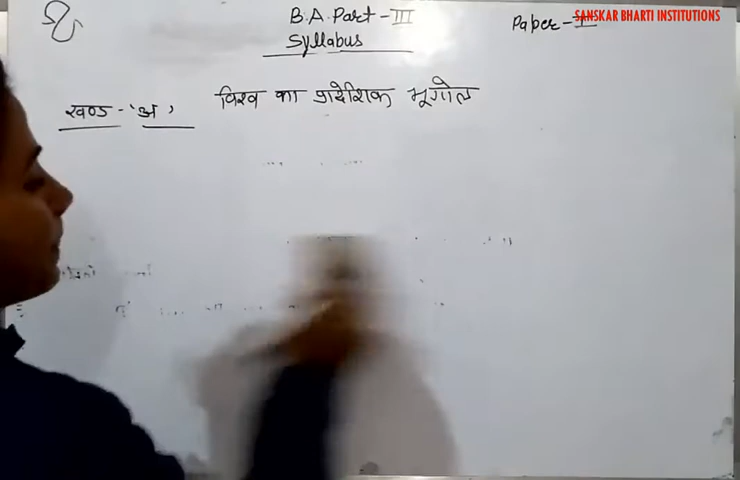 B.A. Part - III
Paper - I
SANSKAR BHARTI INSTITUTIONS
Syllabus
विश्व का प्रादेशिक भूगोल
खण्ड - 'अ'